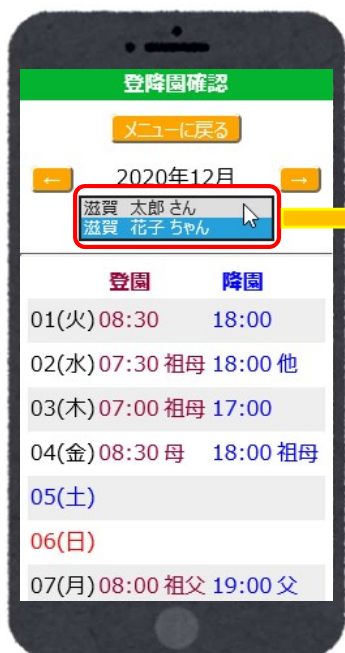 登降園確認
メニューに戻る
← 2020年12月 →
滋賀 太郎 さん
滋賀 花子 ちゃん
登園 降園
01(火) 08:30 18:00
02(水) 07:30 祖母 18:00 他
03(木) 07:00 祖母 17:00
04(金) 08:30 母 18:00 祖母
05(土)
06(日)
07(月) 08:00 祖父 19:00 父